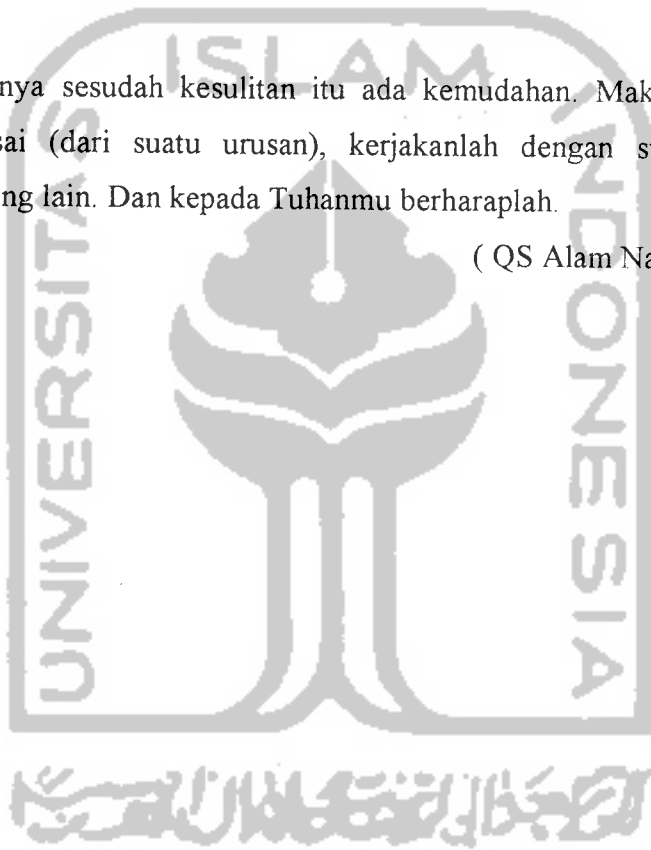 ISLAM
nya sesudah kesulitan itu ada kemudahan. Mak
sai (dari suatu urusan), kerjakanlah dengan su
ng lain. Dan kepada Tuhanmu berharaplah.
( QS Alam Na
UNIVERSITAS
INDONESIA